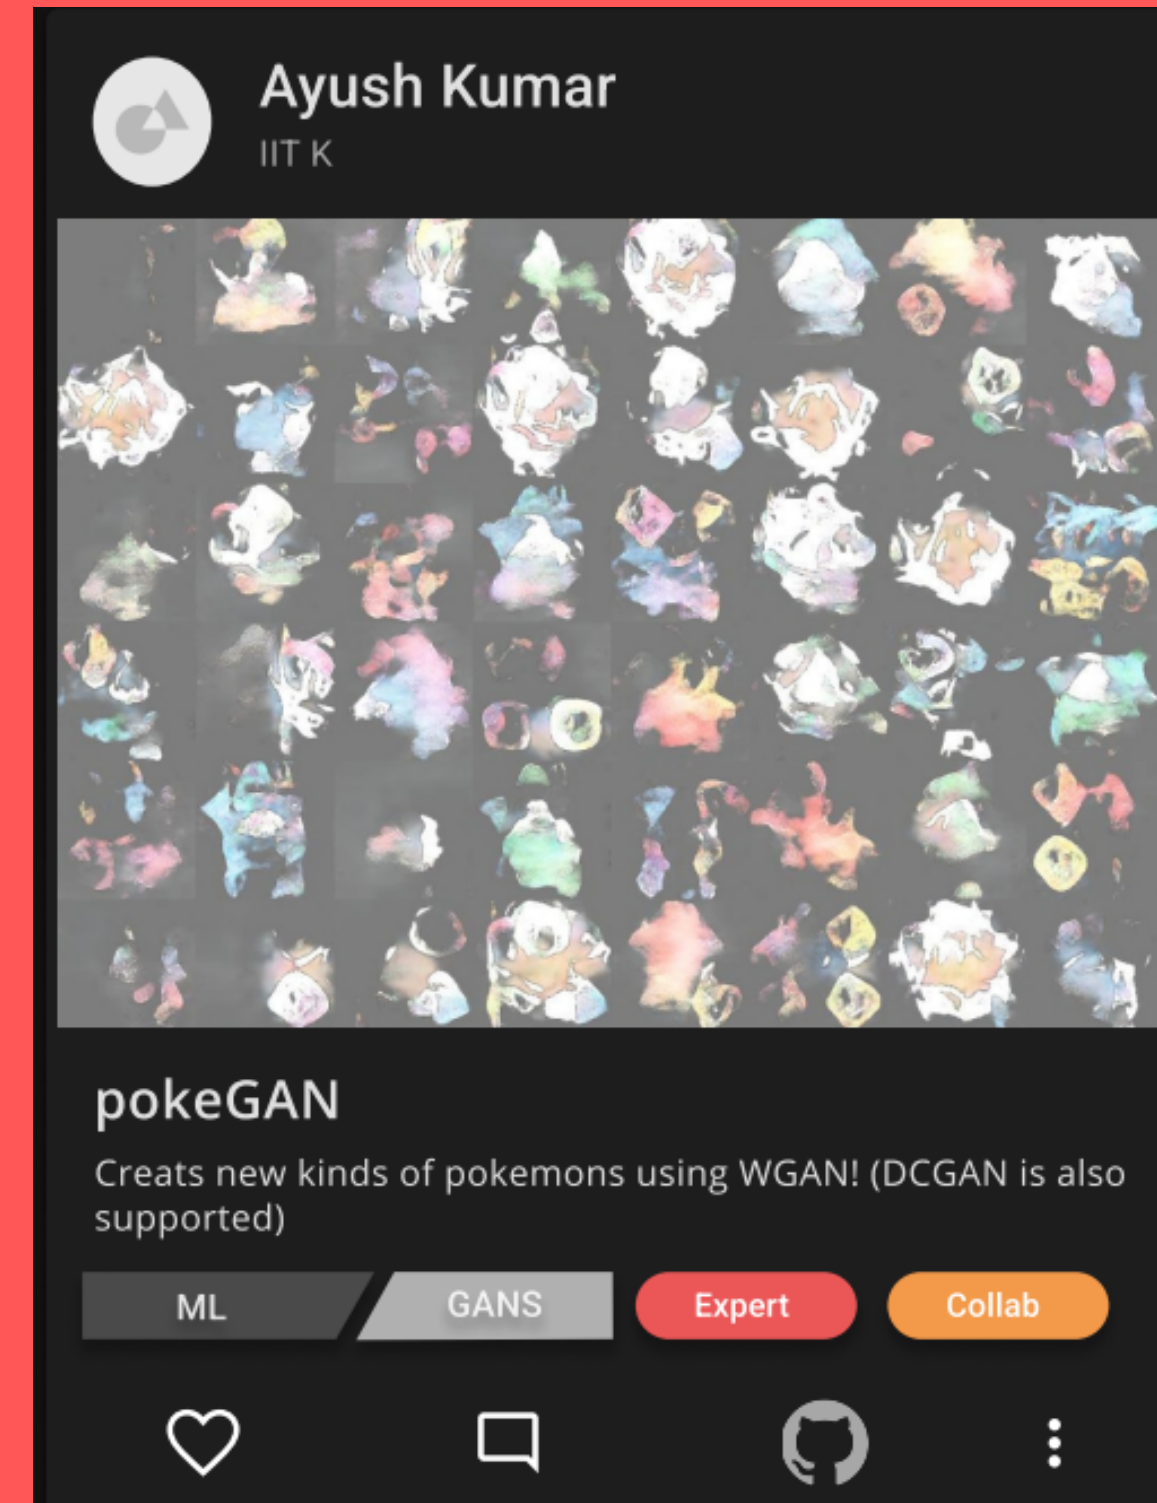 Ayush Kumar
IIT K
pokeGAN
Creats new kinds of pokemons using WGAN! (DCGAN is also
supported)
ML
GANS
Expert
Collab